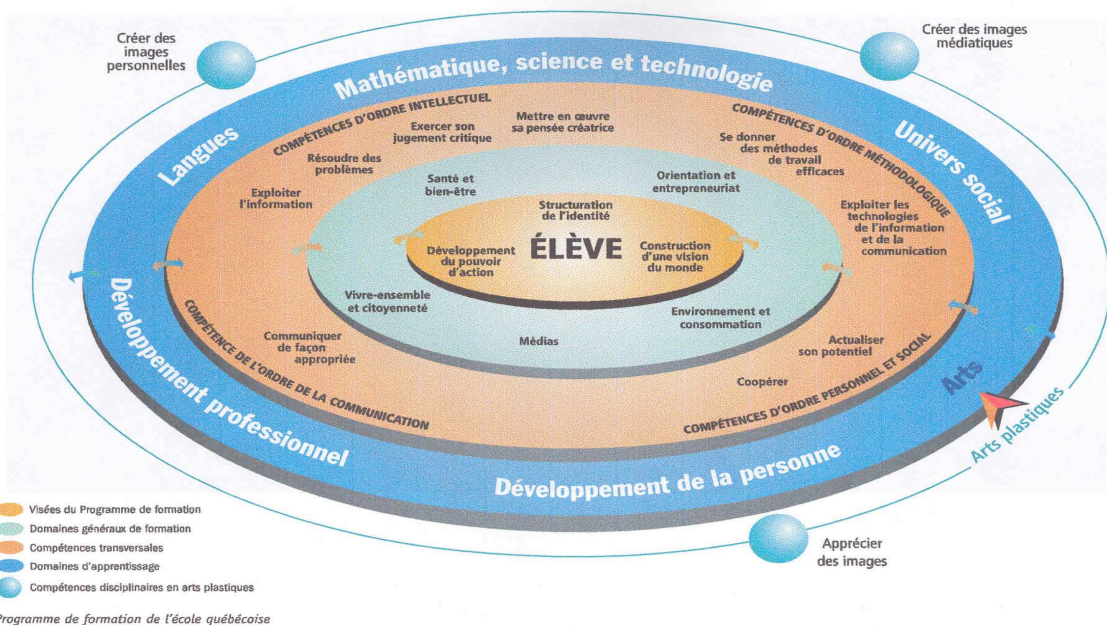 Créer des
images
personnelles
Créer des images
médiatiques
Mathématique, science et technologie
Langues
Univers social
COMPÉTENCES D'ORDRE INTELLECTUEL
COMPÉTENCES D'ORDRE MÉTHODOLOGIQUE
Mettre en œuvre
sa pensée créatrice
Exercer son
jugement critique
Résoudre des
problèmes
Exploiter
l'information
Se donner
des méthodes
de travail
efficaces
Exploiter les
technologies
de l'information
et de la
communication
Santé et
bien-être
Orientation et
entrepreneuriat
Structuration
de l'identité
ÉLÈVE
Développement
du pouvoir
d'action
Construction
d'une vision
du monde
Vivre-ensemble
et citoyenneté
Médias
Environnement et
consommation
Communiquer
de façon
appropriée
Coopérer
Actualiser
son potentiel
COMPÉTENCE DE L'ORDRE DE LA COMMUNICATION
COMPÉTENCES D'ORDRE PERSONNEL ET SOCIAL
Développement professionnel
Développement de la personne
Arts
Arts plastiques
Apprécier
des images
Visées du Programme de formation
Domaines généraux de formation
Compétences transversales
Domaines d'apprentissage
Compétences disciplinaires en arts plastiques
Programme de formation de l'école québécoise